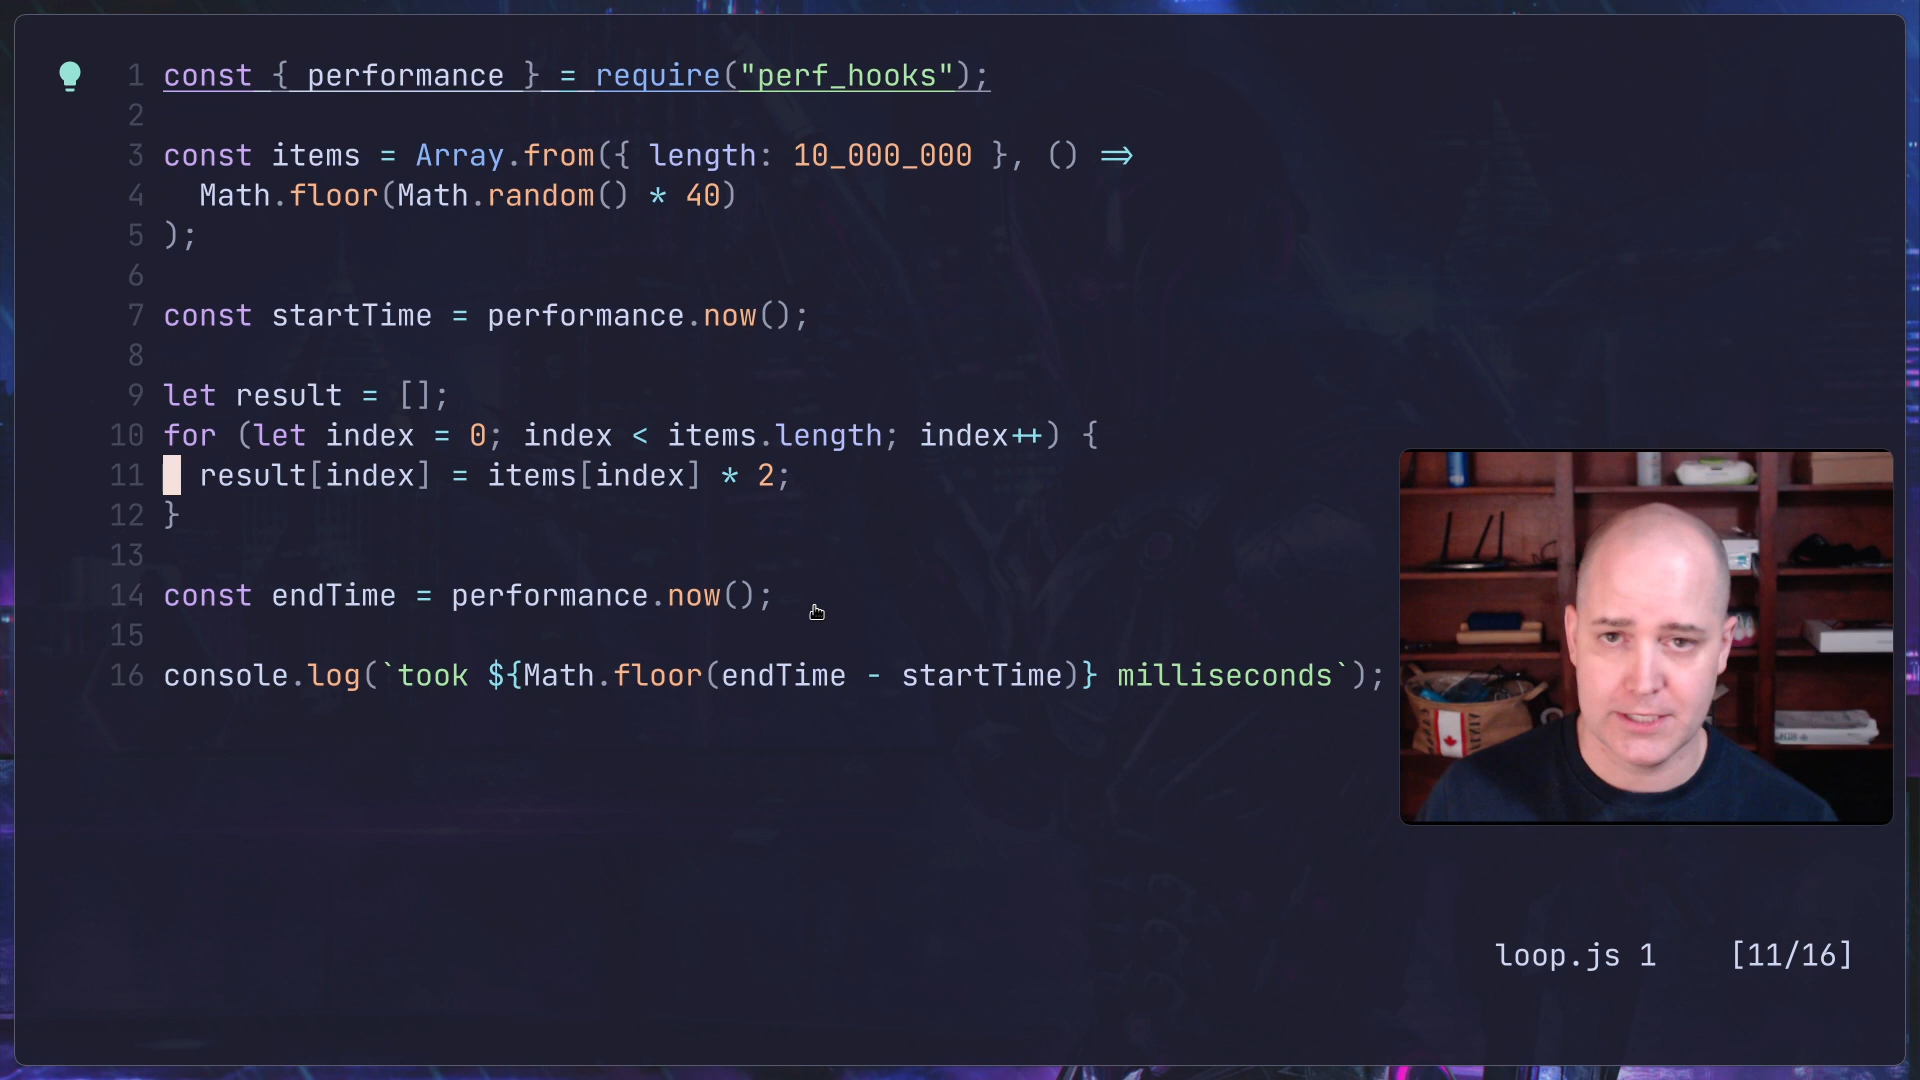 1 const { performance } = require("perf_hooks");
2
3 const items = Array.from({ length: 10_000_000 }, () =>
4 Math.floor(Math.random() * 40)
5 );
6
7 const startTime = performance.now();
8
9 let result = [];
10 for (let index = 0; index < items.length; index++) {
11 result[index] = items[index] * 2;
12 }
13
14 const endTime = performance.now();
15
16 console.log(`took ${Math.floor(endTime - startTime)} milliseconds`);
loop.js 1 [11/16]